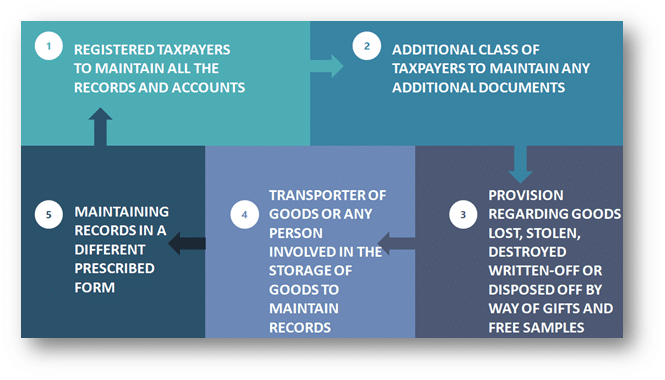 1
REGISTERED TAXPAYERS
TO MAINTAIN ALL THE
RECORDS AND ACCOUNTS
2
ADDITIONAL CLASS OF
TAXPAYERS TO MAINTAIN ANY
ADDITIONAL DOCUMENTS
3
PROVISION
REGARDING GOODS
LOST, STOLEN,
DESTROYED
WRITTEN-OFF OR
DISPOSED OFF BY
WAY OF GIFTS AND
FREE SAMPLES
4
TRANSPORTER OF
GOODS OR ANY
PERSON
INVOLVED IN THE
STORAGE OF
GOODS TO
MAINTAIN
RECORDS
5
MAINTAINING
RECORDS IN A
DIFFERENT
PRESCRIBED
FORM